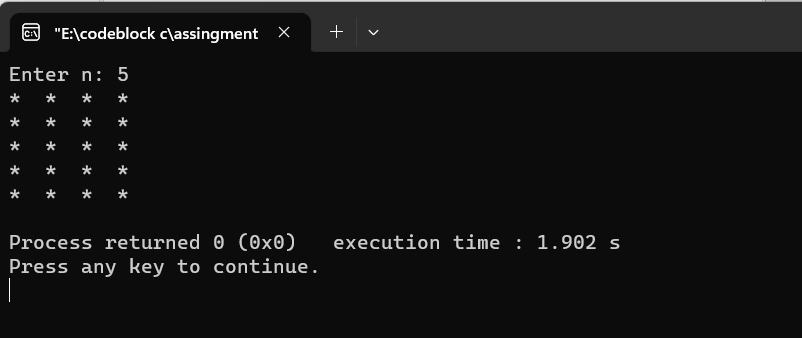 "E:\codeblock c\assingment
Enter n: 5
*  *  *  *
*  *  *  *
*  *  *  *
*  *  *  *
*  *  *  *
Process returned 0 (0x0)   execution time : 1.902 s
Press any key to continue.